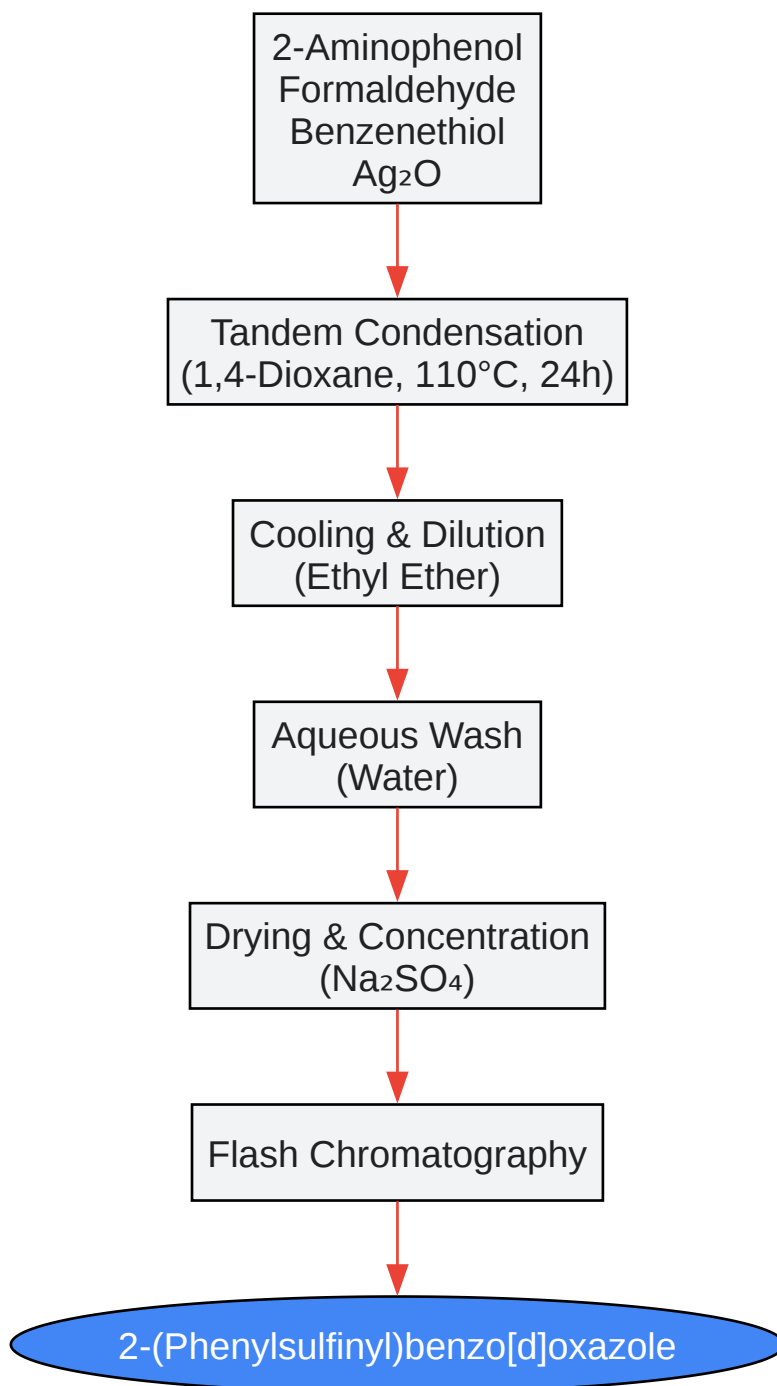 2-Aminophenol
Formaldehyde
Benzenethiol
Ag₂O
Tandem Condensation
(1,4-Dioxane, 110°C, 24h)
Cooling & Dilution
(Ethyl Ether)
Aqueous Wash
(Water)
Drying & Concentration
(Na₂SO₄)
Flash Chromatography
2-(Phenylsulfinyl)benzo[d]oxazole